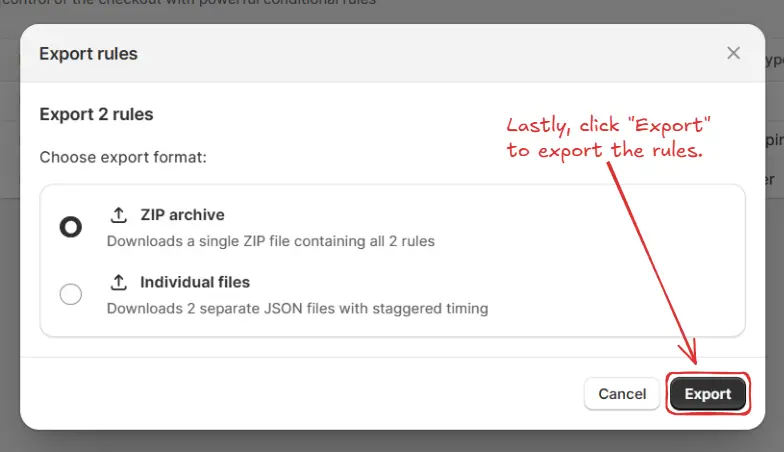 control of the checkout with powerful conditional rules
Export rules
Export 2 rules
Lastly, click "Export"
to export the rules.
Choose export format:
ZIP archive
Downloads a single ZIP file containing all 2 rules
Individual files
Downloads 2 separate JSON files with staggered timing
Cancel
Export